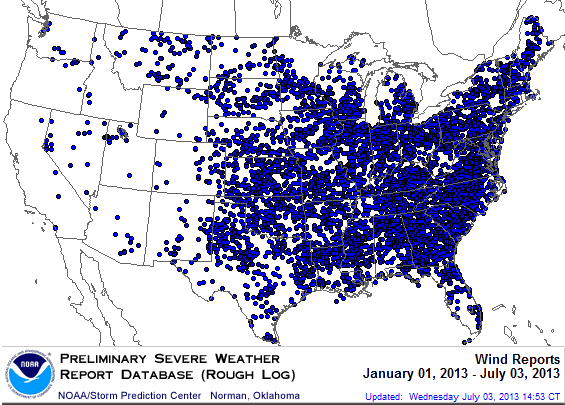 NOAA
PRELIMINARY SEVERE WEATHER
REPORT DATABASE (ROUGH LOG)
NOAA/Storm Prediction Center Norman, Oklahoma
Wind Reports
January 01, 2013 - July 03, 2013
Updated: Wednesday July 03, 2013 14:53 CT